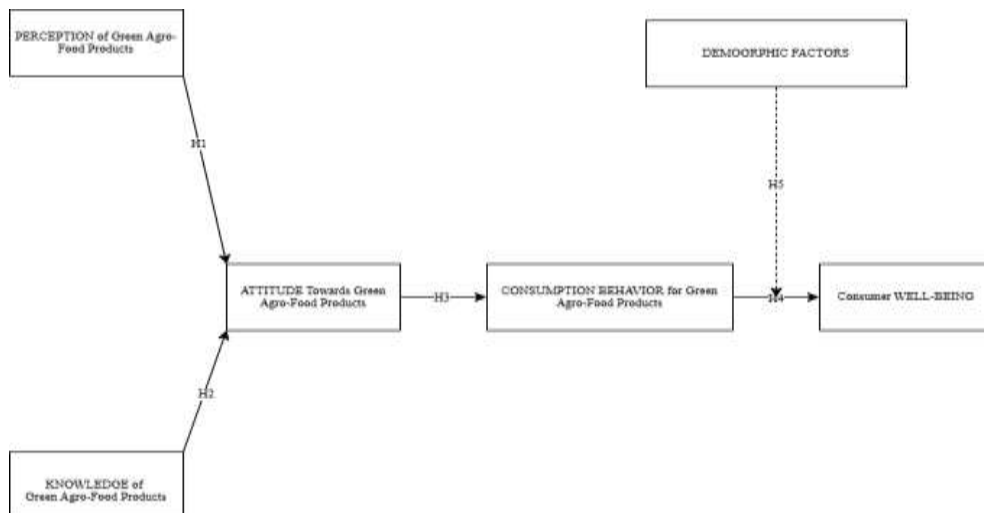 PERCEPTION of Green Agro-
Food Products
DEMOGRPHIC FACTORS
H1
H5
ATTITUDE Towards Green
Agro-Food Products
H3
CONSUMPTION BEHAVIOR for Green
Agro-Food Products
H4
Consumer WELL-BEING
H2
KNOWLEDGE of
Green Agro-Food Products